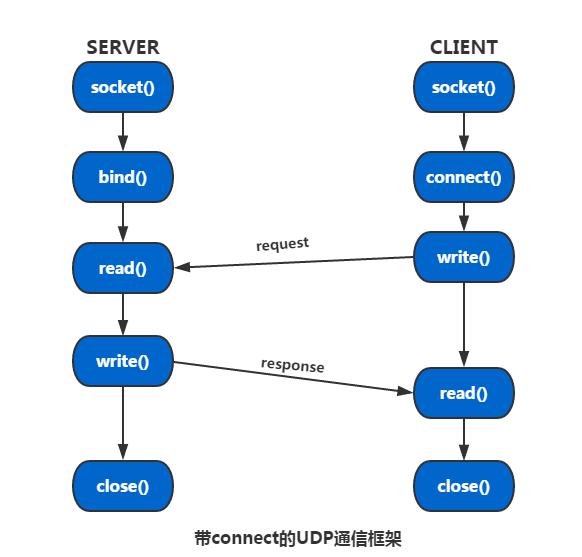 SERVER
CLIENT
socket()
socket()
bind()
connect()
request
read()
write()
write()
response
read()
close()
close()
带connect的UDP通信框架